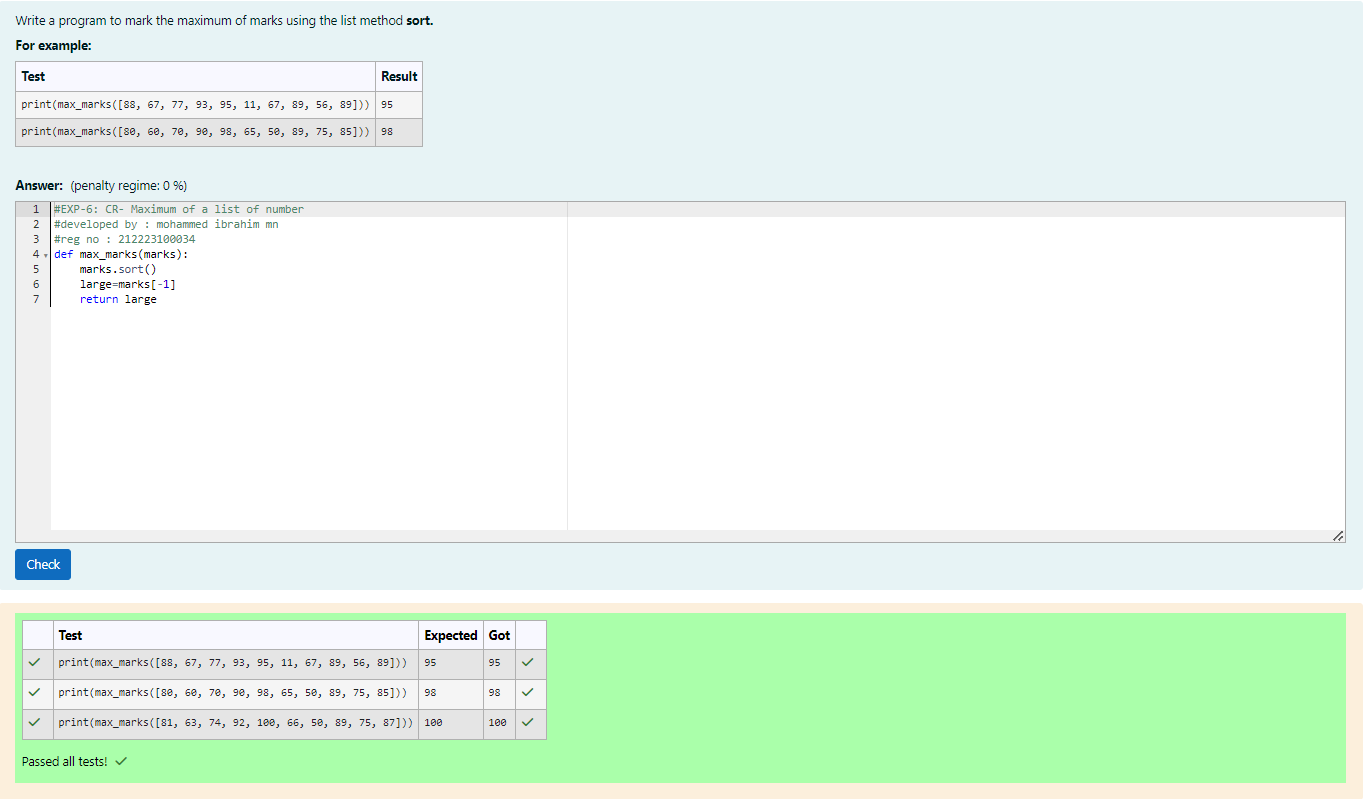 Write a program to mark the maximum of marks using the list method sort.
For example:
Test Result
print(max_marks([88, 67, 77, 93, 95, 11, 67, 89, 56, 89])) 95
print(max_marks([80, 60, 70, 90, 98, 65, 50, 89, 75, 85])) 98
Answer: (penalty regime: 0 %)
1 #EXP-6: CR- Maximum of a list of number
2 #developed by : mohammed ibrahim mn
3 #reg no : 212223100034
4 def max_marks(marks):
5 marks.sort()
6 large=marks[-1]
7 return large
Check
Test Expected Got
print(max_marks([88, 67, 77, 93, 95, 11, 67, 89, 56, 89])) 95 95
print(max_marks([80, 60, 70, 90, 98, 65, 50, 89, 75, 85])) 98 98
print(max_marks([81, 63, 74, 92, 100, 66, 50, 89, 75, 87])) 100 100
Passed all tests!